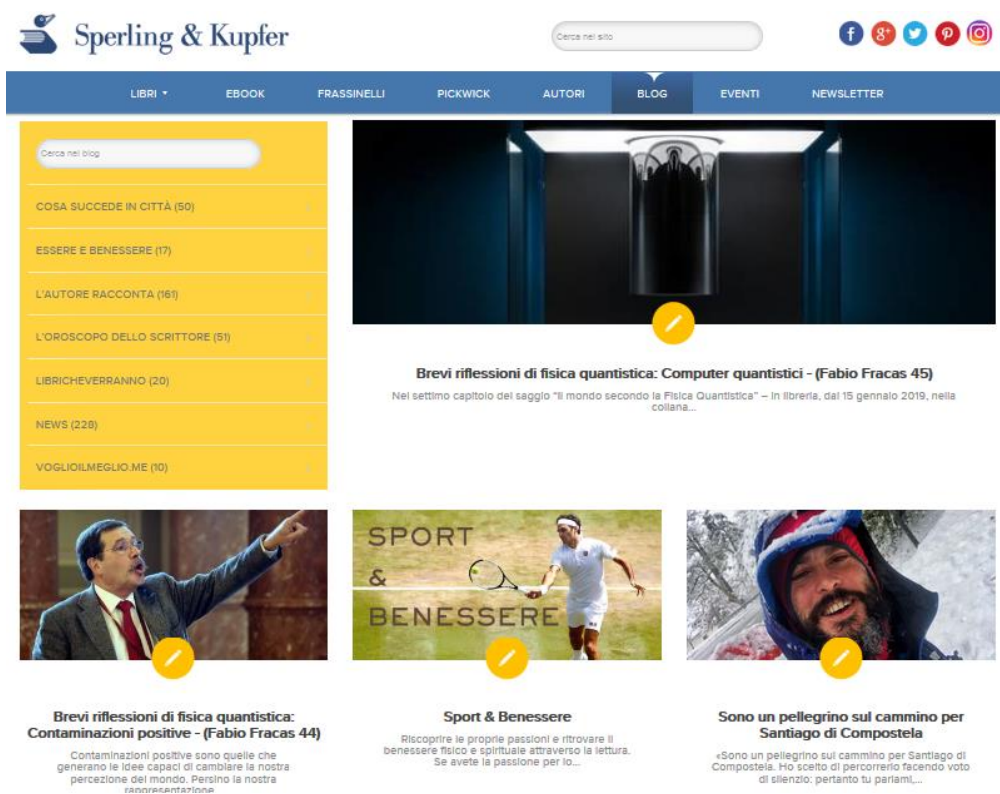 Sperling & Kupfer
Cerca nel sito
LIBRI EBOOK FRASSINELLI PICKWICK AUTORI BLOG EVENTI NEWSLETTER
Cerca nel blog
COSA SUCCEDE IN CITTÀ (50)
ESSERE E BENESSERE (17)
L'AUTORE RACCONTA (161)
L'OROSCOPO DELLO SCRITTORE (51)
LIBRICHEVERRANNO (20)
NEWS (228)
VOGLIOILMEGLIO.ME (10)
Brevi riflessioni di fisica quantistica: Computer quantistici - (Fabio Fracas 45)
Nel settimo capitolo del saggio "Il mondo secondo la Fisica Quantistica" – in libreria, dal 15 gennaio 2019, nella
collana...
Brevi riflessioni di fisica quantistica:
Contaminazioni positive - (Fabio Fracas 44)
Contaminazioni positive sono quelle che
generano le idee capaci di cambiare la nostra
percezione del mondo. Persino la nostra
rappresentazione
SPORT
&
BENESSERE
Sport & Benessere
Riscoprire le proprie passioni e ritrovare il
benessere fisico e spirituale attraverso la lettura.
Se avete la passione per lo...
Sono un pellegrino sul cammino per
Santiago di Compostela
«Sono un pellegrino sul cammino per Santiago di
Compostela. Ho scelto di percorrerlo facendo voto
di silenzio: pertanto tu parlami,...